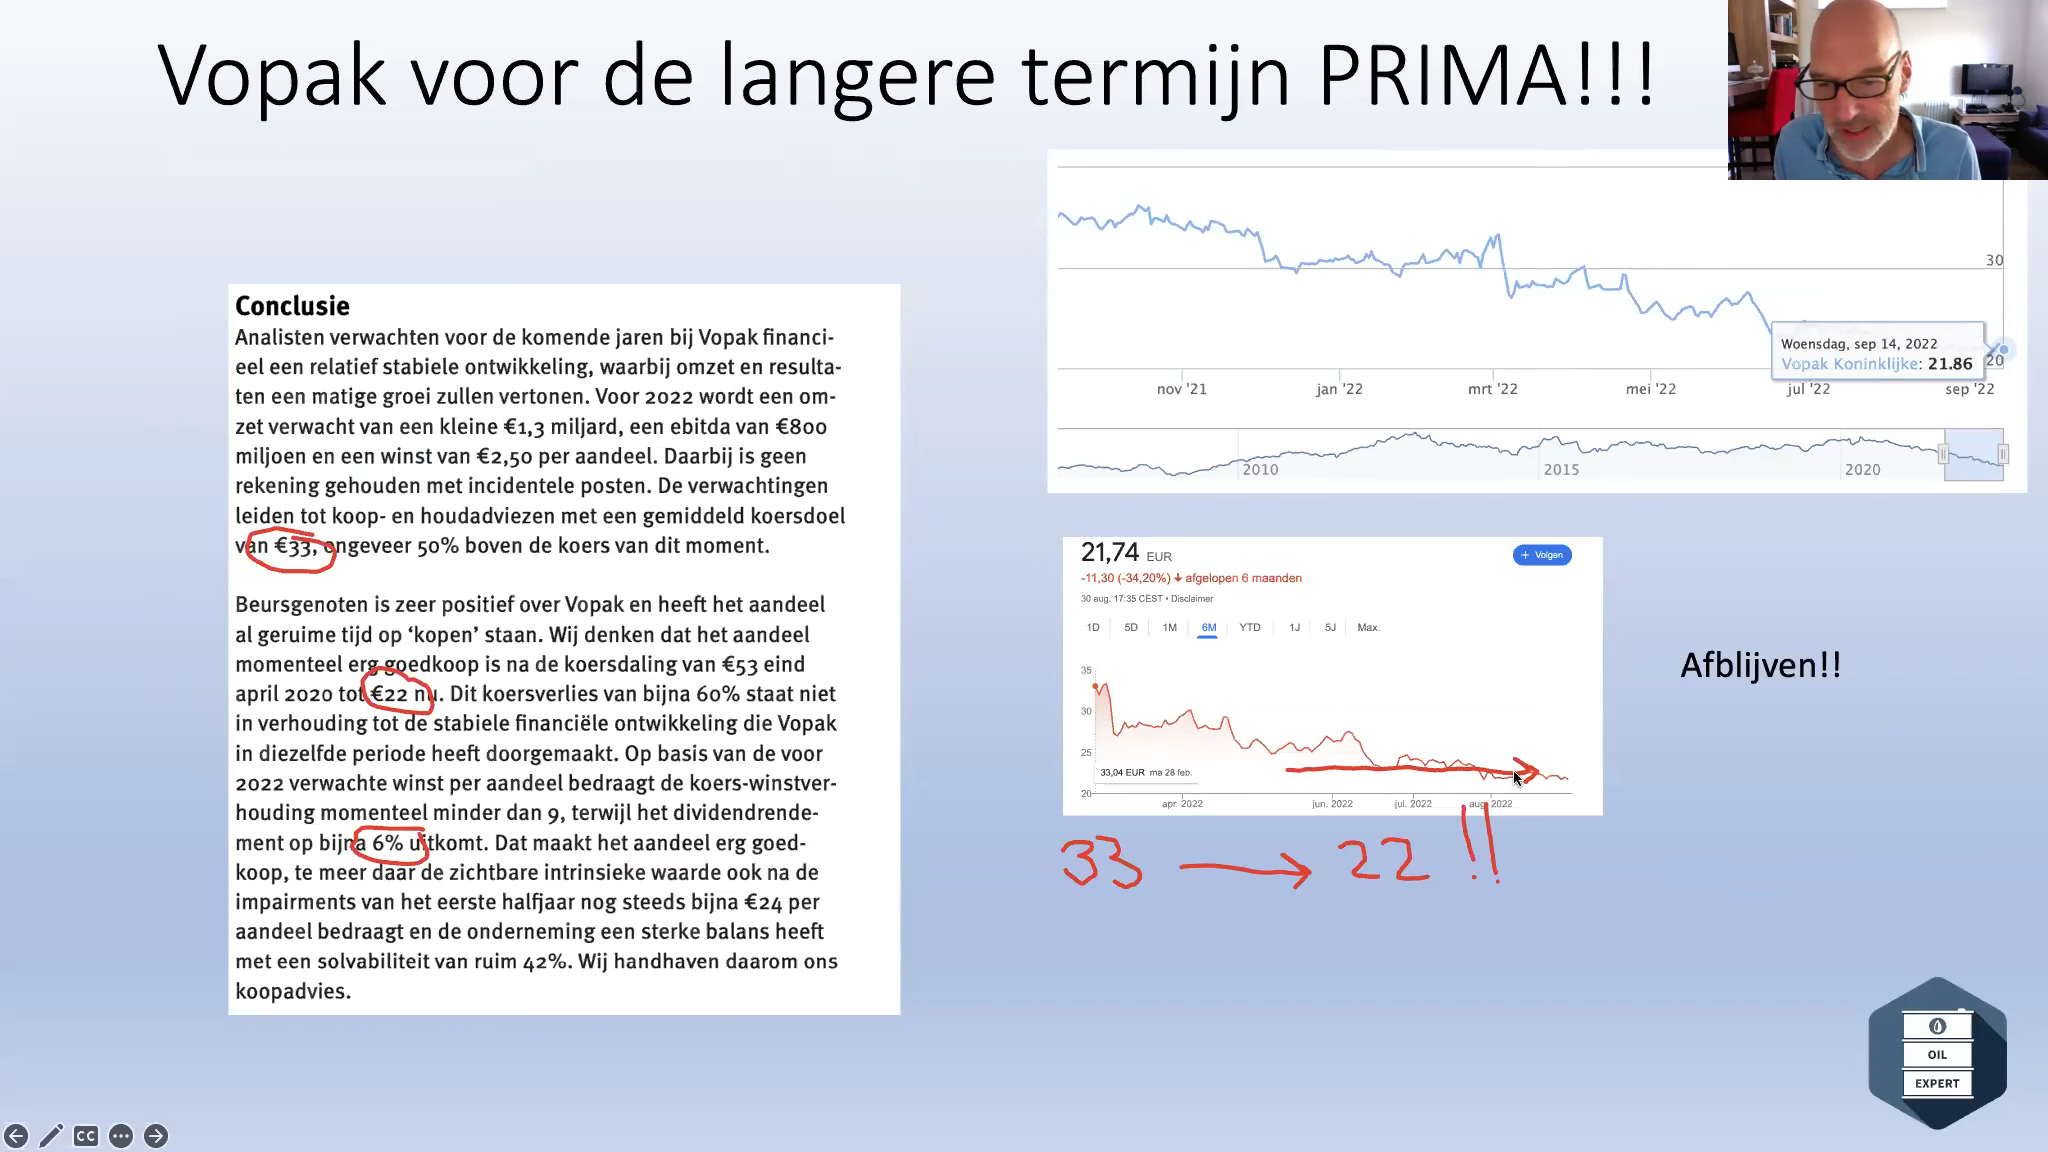 Vopak voor de langere termijn PRIMA!!!
Conclusie
Analisten verwachten voor de komende jaren bij Vopak financi-
eel een relatief stabiele ontwikkeling, waarbij omzet en resulta-
ten een matige groei zullen vertonen. Voor 2022 wordt een om-
zet verwacht van een kleine €1,3 miljard, een ebitda van €800
miljoen en een winst van €2,50 per aandeel. Daarbij is geen
rekening gehouden met incidentele posten. De verwachtingen
leiden tot koop- en houdadviezen met een gemiddeld koersdoel
van €33, ongeveer 50% boven de koers van dit moment.
Beursgenoten is zeer positief over Vopak en heeft het aandeel
al geruime tijd op ‘kopen’ staan. Wij denken dat het aandeel
momenteel erg goedkoop is na de koersdaling van €53 eind
april 2020 tot €22 nu. Dit koersverlies van bijna 60% staat niet
in verhouding tot de stabiele financiële ontwikkeling die Vopak
in diezelfde periode heeft doorgemaakt. Op basis van de voor
2022 verwachte winst per aandeel bedraagt de koers-winstver-
houding momenteel minder dan 9, terwijl het dividendrende-
ment op bijna 6% uitkomt. Dat maakt het aandeel erg goed-
koop, te meer daar de zichtbare intrinsieke waarde ook na de
impairments van het eerste halfjaar nog steeds bijna €24 per
aandeel bedraagt en de onderneming een sterke balans heeft
met een solvabiliteit van ruim 42%. Wij handhaven daarom ons
koopadvies.
30
Woensdag, sep 14, 2022
Vopak Koninklijke: 21.86
20
nov '21 jan '22 mrt '22 mei '22 jul '22 sep '22
2010 2015 2020
21,74 EUR
+ Volgen
-11,30 (-34,20%) ↓ afgelopen 6 maanden
30 aug. 17:35 CEST • Disclaimer
1D 5D 1M 6M YTD 1J 5J Max.
35
30
25
20
33,04 EUR ma 28 feb.
apr. 2022 jun. 2022 jul. 2022 aug. 2022
33 → 22 !!
Afblijven!!
OIL
EXPERT
CC